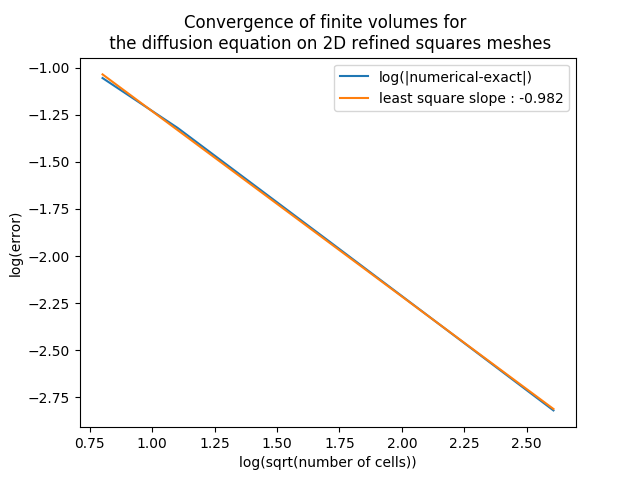 Convergence of finite volumes for
the diffusion equation on 2D refined squares meshes
log(|numerical-exact|)
least square slope : -0.982
−1.00
−1.25
−1.50
−1.75
−2.00
−2.25
−2.50
−2.75
log(error)
0.75 1.00 1.25 1.50 1.75 2.00 2.25 2.50
log(sqrt(number of cells))